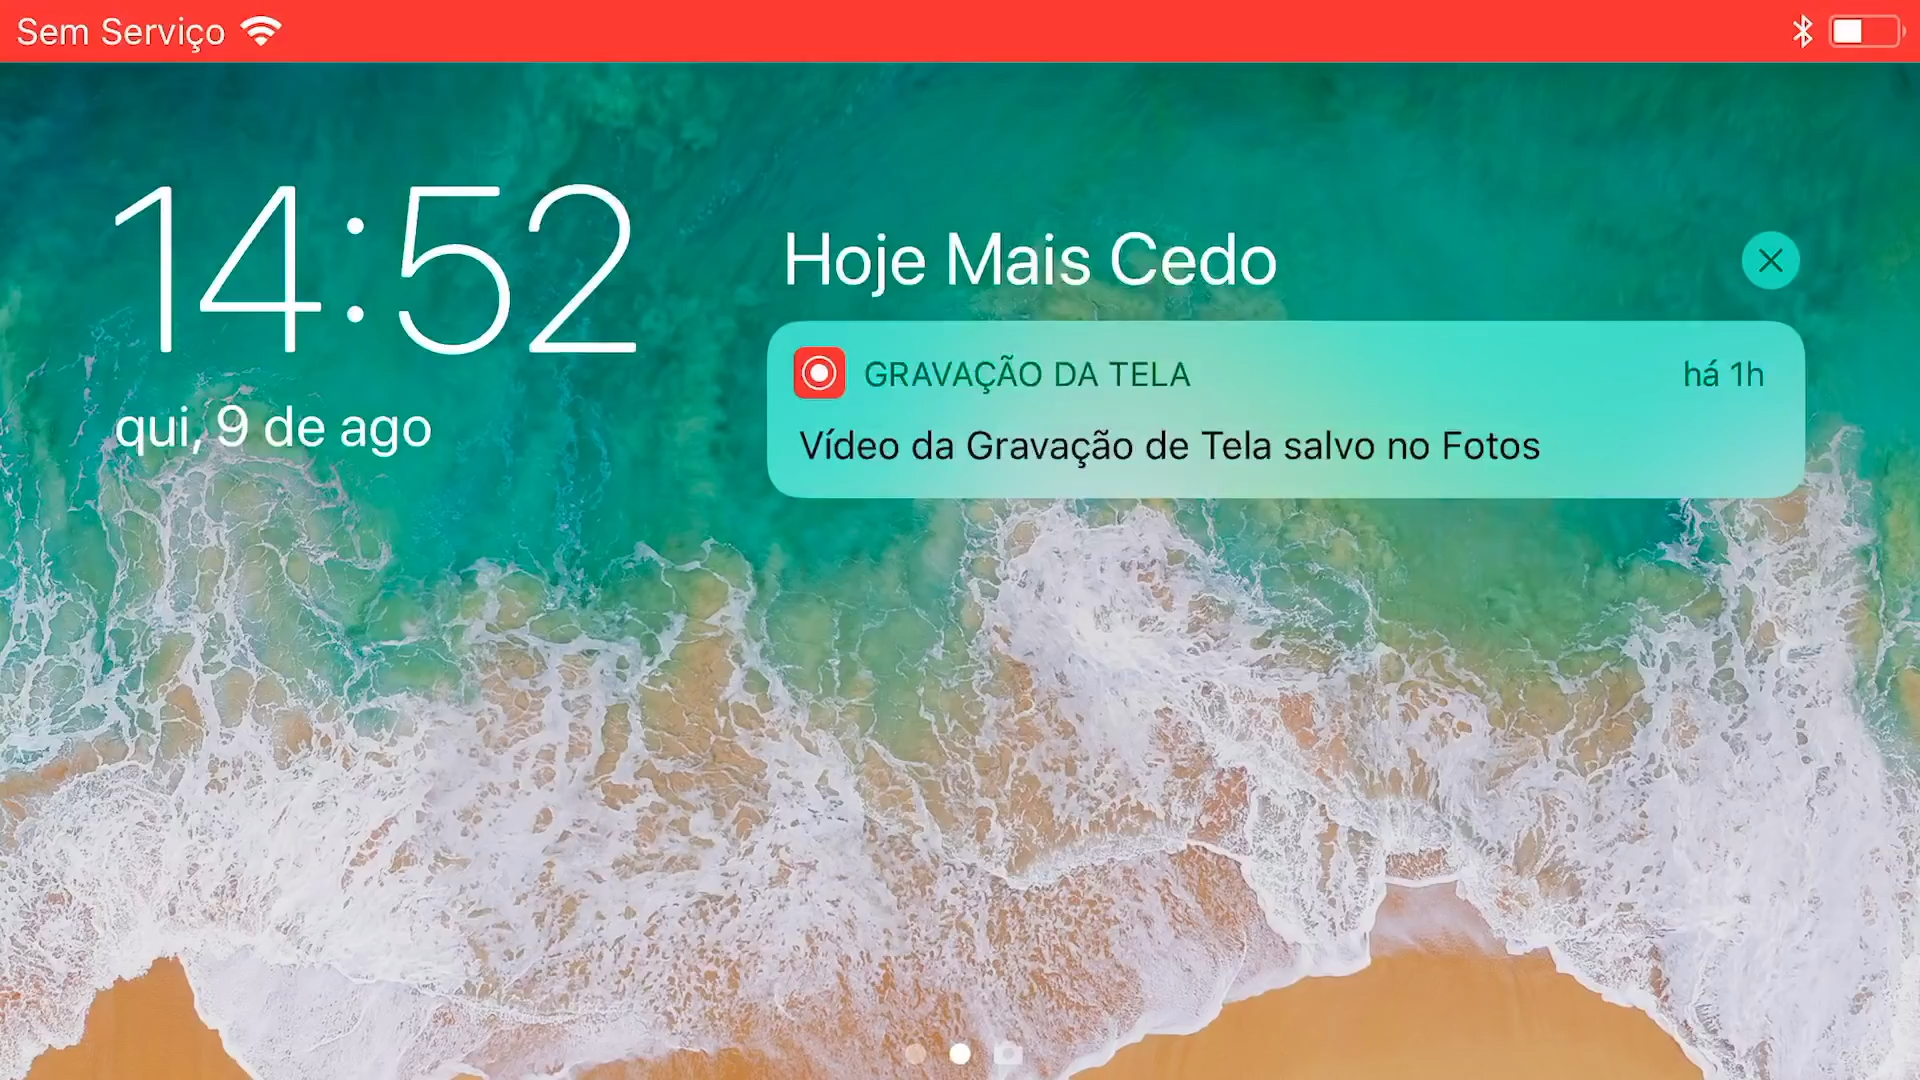 Sem Serviço
14:52
qui, 9 de ago
Hoje Mais Cedo
GRAVAÇÃO DA TELA
há 1h
Vídeo da Gravação de Tela salvo no Fotos